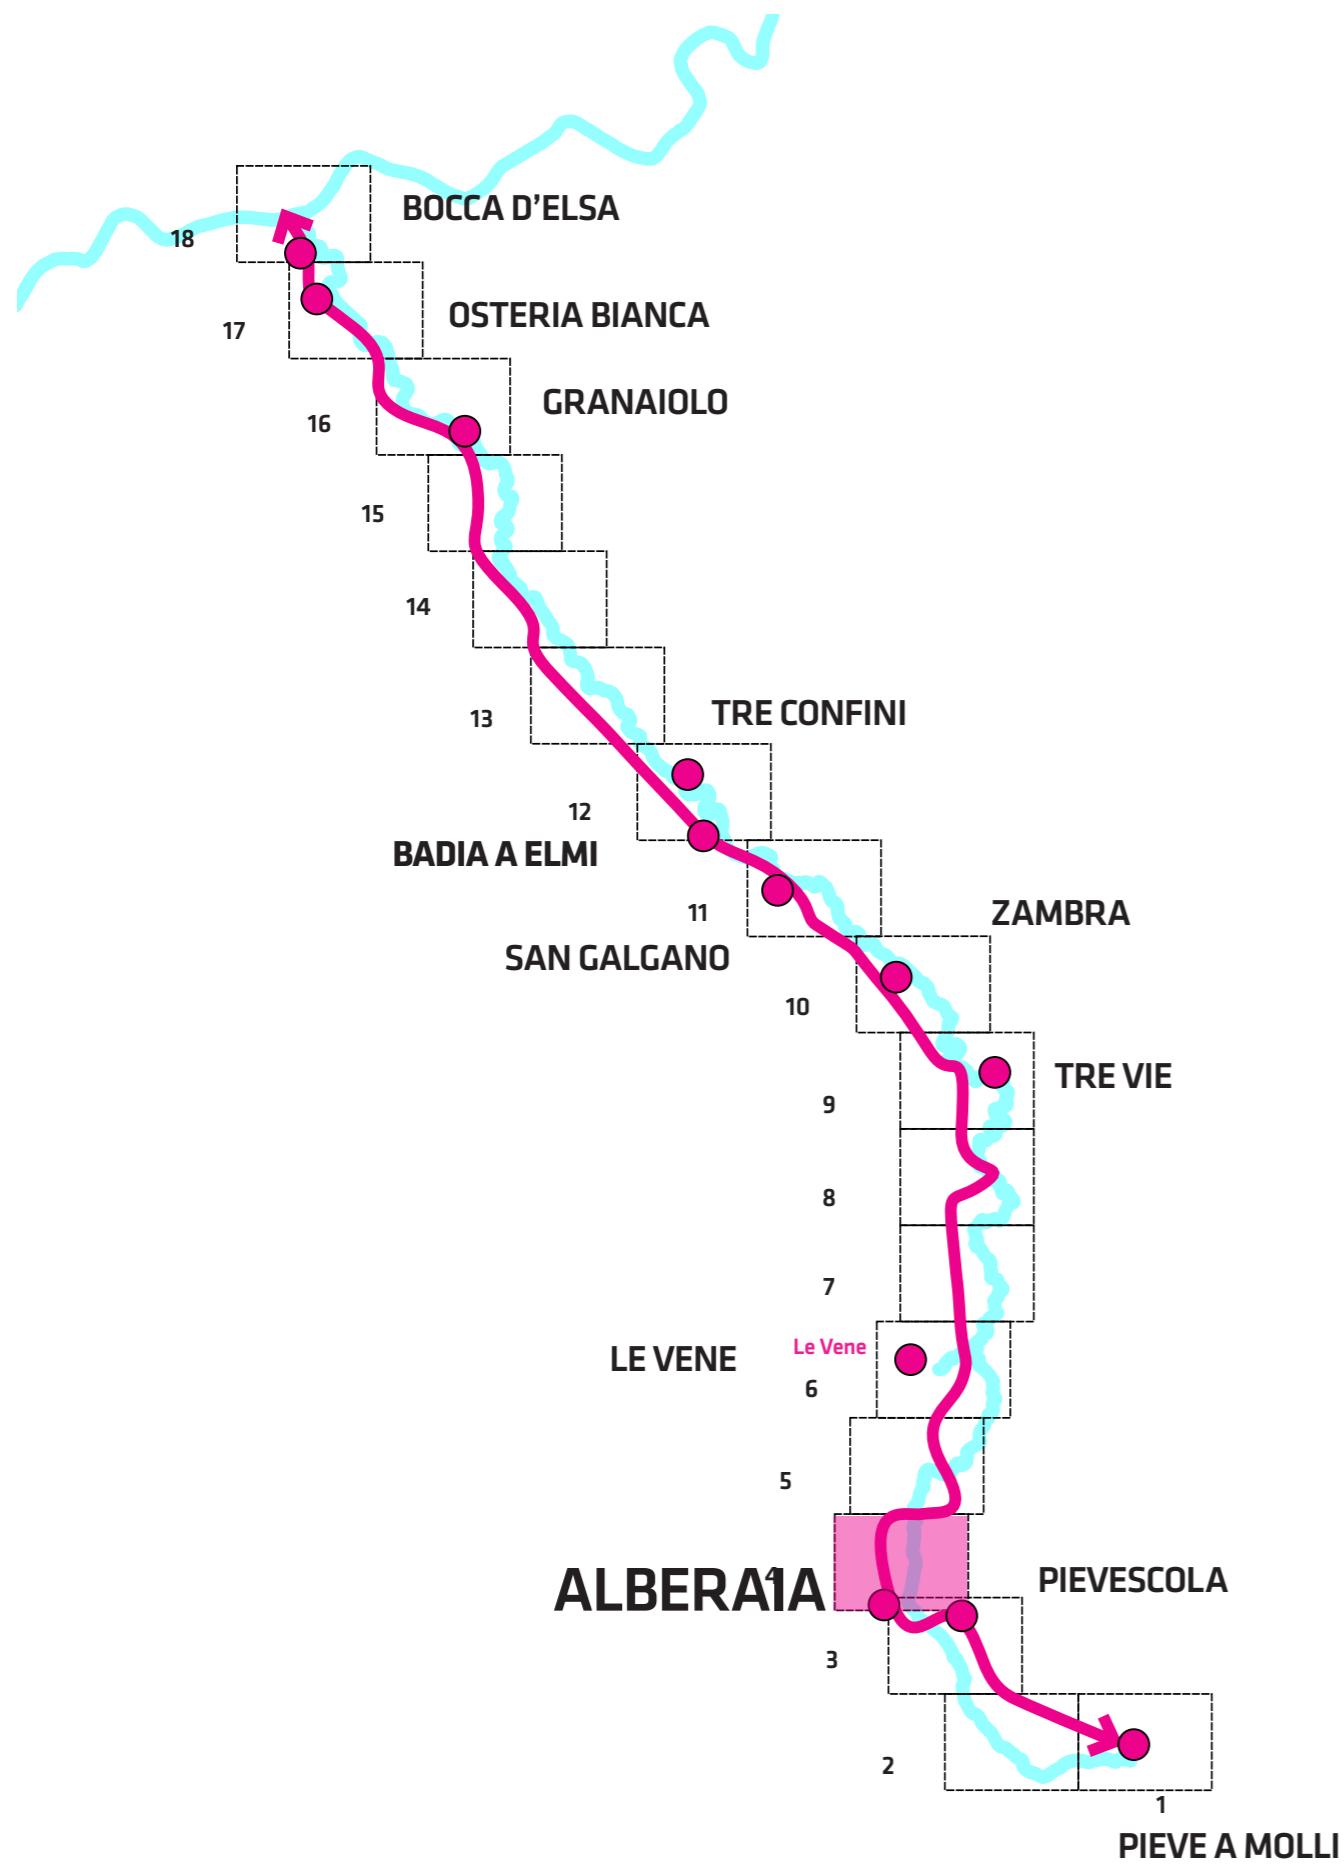 BOCCA D’ELSA
18
OSTERIA BIANCA
17
GRANAIOLO
16
15
14
TRE CONFINI
13
12
BADIA A ELMI
11
ZAMBRA
SAN GALGANO
10
TRE VIE
9
8
7
LE VENE
Le Vene
6
5
4
ALBERAIA
PIEVESCOLA
3
2
1
PIEVE A MOLLI